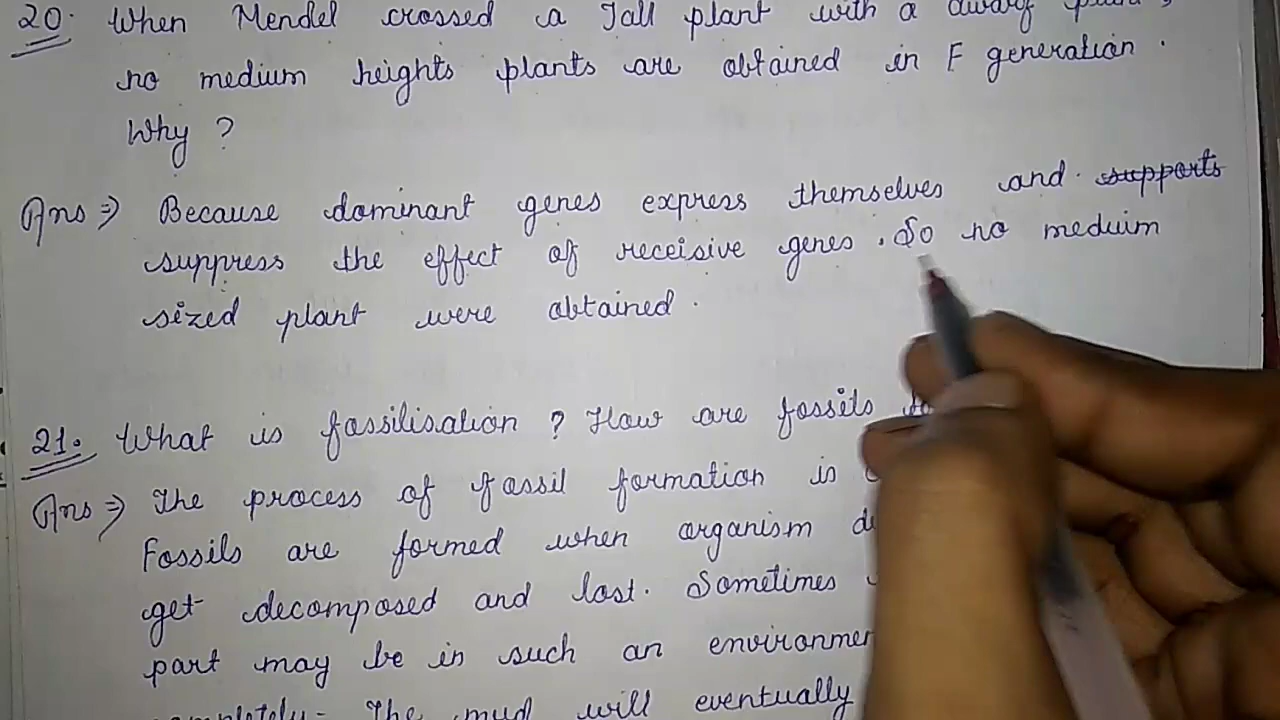 20. When Mendel crossed a Tall plant with a dwarf plant,
no medium heights plants are obtained in F generation.
Why?
Ans ⇒ Because dominant genes express themselves and supports
suppress the effect of receisive genes. So no meduim
sized plant were obtained.
21. What is fossilisation? How are fossils
Ans ⇒ The process of fossil formation is
Fossils are formed when organism
get decomposed and lost. Sometimes
part may be in such an
completely. The mud will eventually